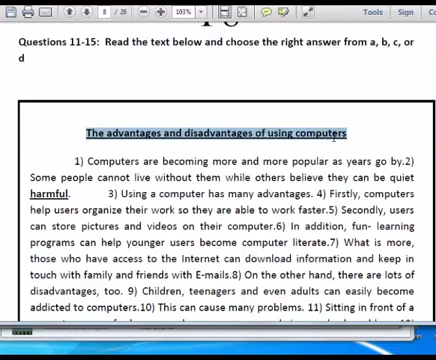 8 / 26
103%
Tools
Sign
Questions 11-15: Read the text below and choose the right answer from a, b, c, or
d
The advantages and disadvantages of using computers
1) Computers are becoming more and more popular as years go by.2)
Some people cannot live without them while others believe they can be quiet
harmful. 3) Using a computer has many advantages. 4) Firstly, computers
help users organize their work so they are able to work faster.5) Secondly, users
can store pictures and videos on their computer.6) In addition, fun- learning
programs can help younger users become computer literate.7) What is more,
those who have access to the Internet can download information and keep in
touch with family and friends with E-mails.8) On the other hand, there are lots of
disadvantages, too. 9) Children, teenagers and even adults can easily become
addicted to computers.10) This can cause many problems. 11) Sitting in front of a